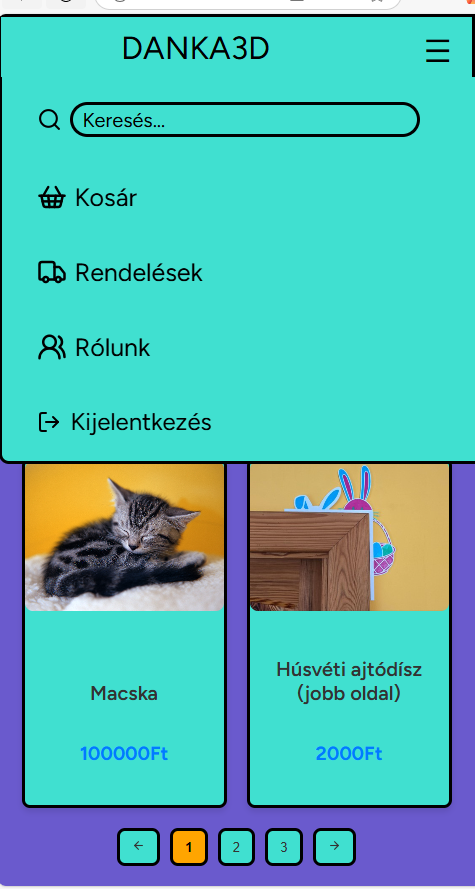 DANKA3D
Keresés...
Kosár
Rendelések
Rólunk
Kijelentkezés
Macska
100000Ft
Húsvéti ajtódísz
(jobb oldal)
2000Ft
← 1 2 3 →